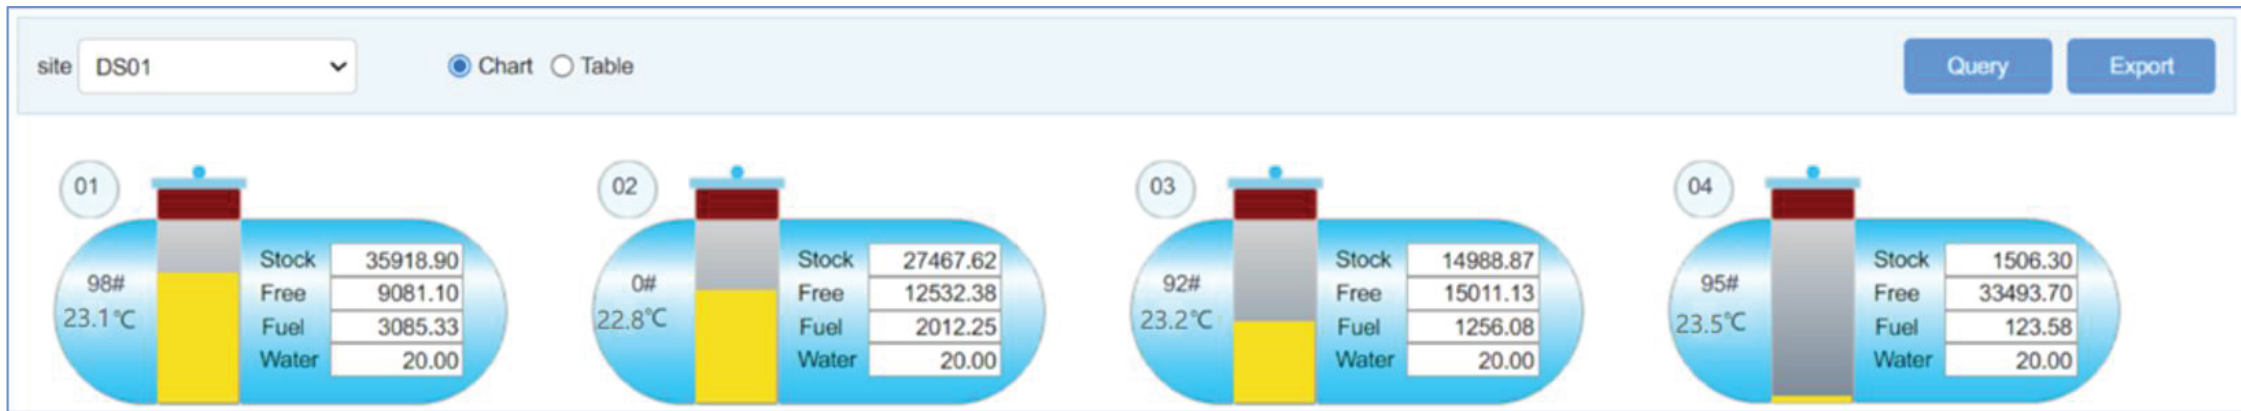 site DS01 Chart Table Query Export
01
98#
23.1℃
Stock 35918.90
Free 9081.10
Fuel 3085.33
Water 20.00
02
0#
22.8℃
Stock 27467.62
Free 12532.38
Fuel 2012.25
Water 20.00
03
92#
23.2℃
Stock 14988.87
Free 15011.13
Fuel 1256.08
Water 20.00
04
95#
23.5℃
Stock 1506.30
Free 33493.70
Fuel 123.58
Water 20.00